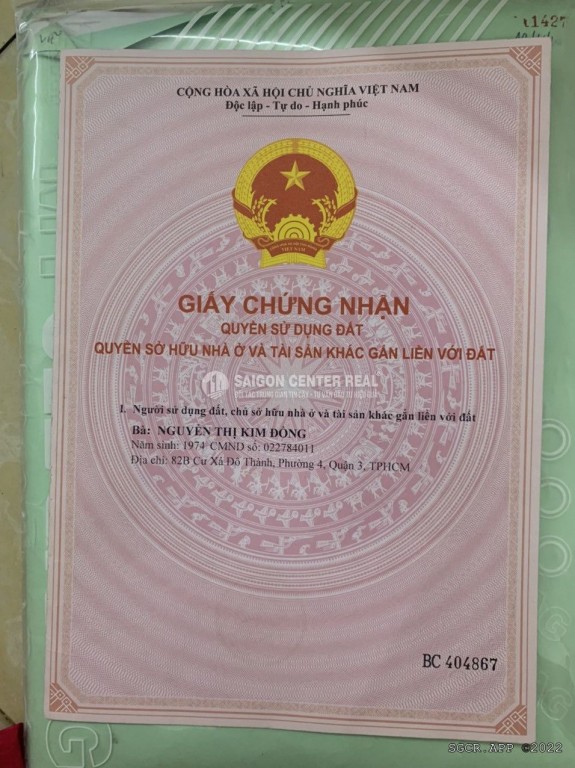 11427
CỘNG HÒA XÃ HỘI CHỦ NGHĨA VIỆT NAM
Độc lập - Tự do - Hạnh phúc
VIỆT NAM
GIẤY CHỨNG NHẬN
QUYỀN SỬ DỤNG ĐẤT
QUYỀN SỞ HỮU NHÀ Ở VÀ TÀI SẢN KHÁC GẮN LIỀN VỚI ĐẤT
SAIGON CENTER REAL
I. Người sử dụng đất, chủ sở hữu nhà ở và tài sản khác gắn liền với đất
Bà: NGUYỄN THỊ KIM ĐÔNG
Năm sinh: 1974 CMND số: 022784011
Địa chỉ: 82B Cư Xá Đô Thành, Phường 4, Quận 3, TPHCM
BC 404867
SGCR.APP ©2022